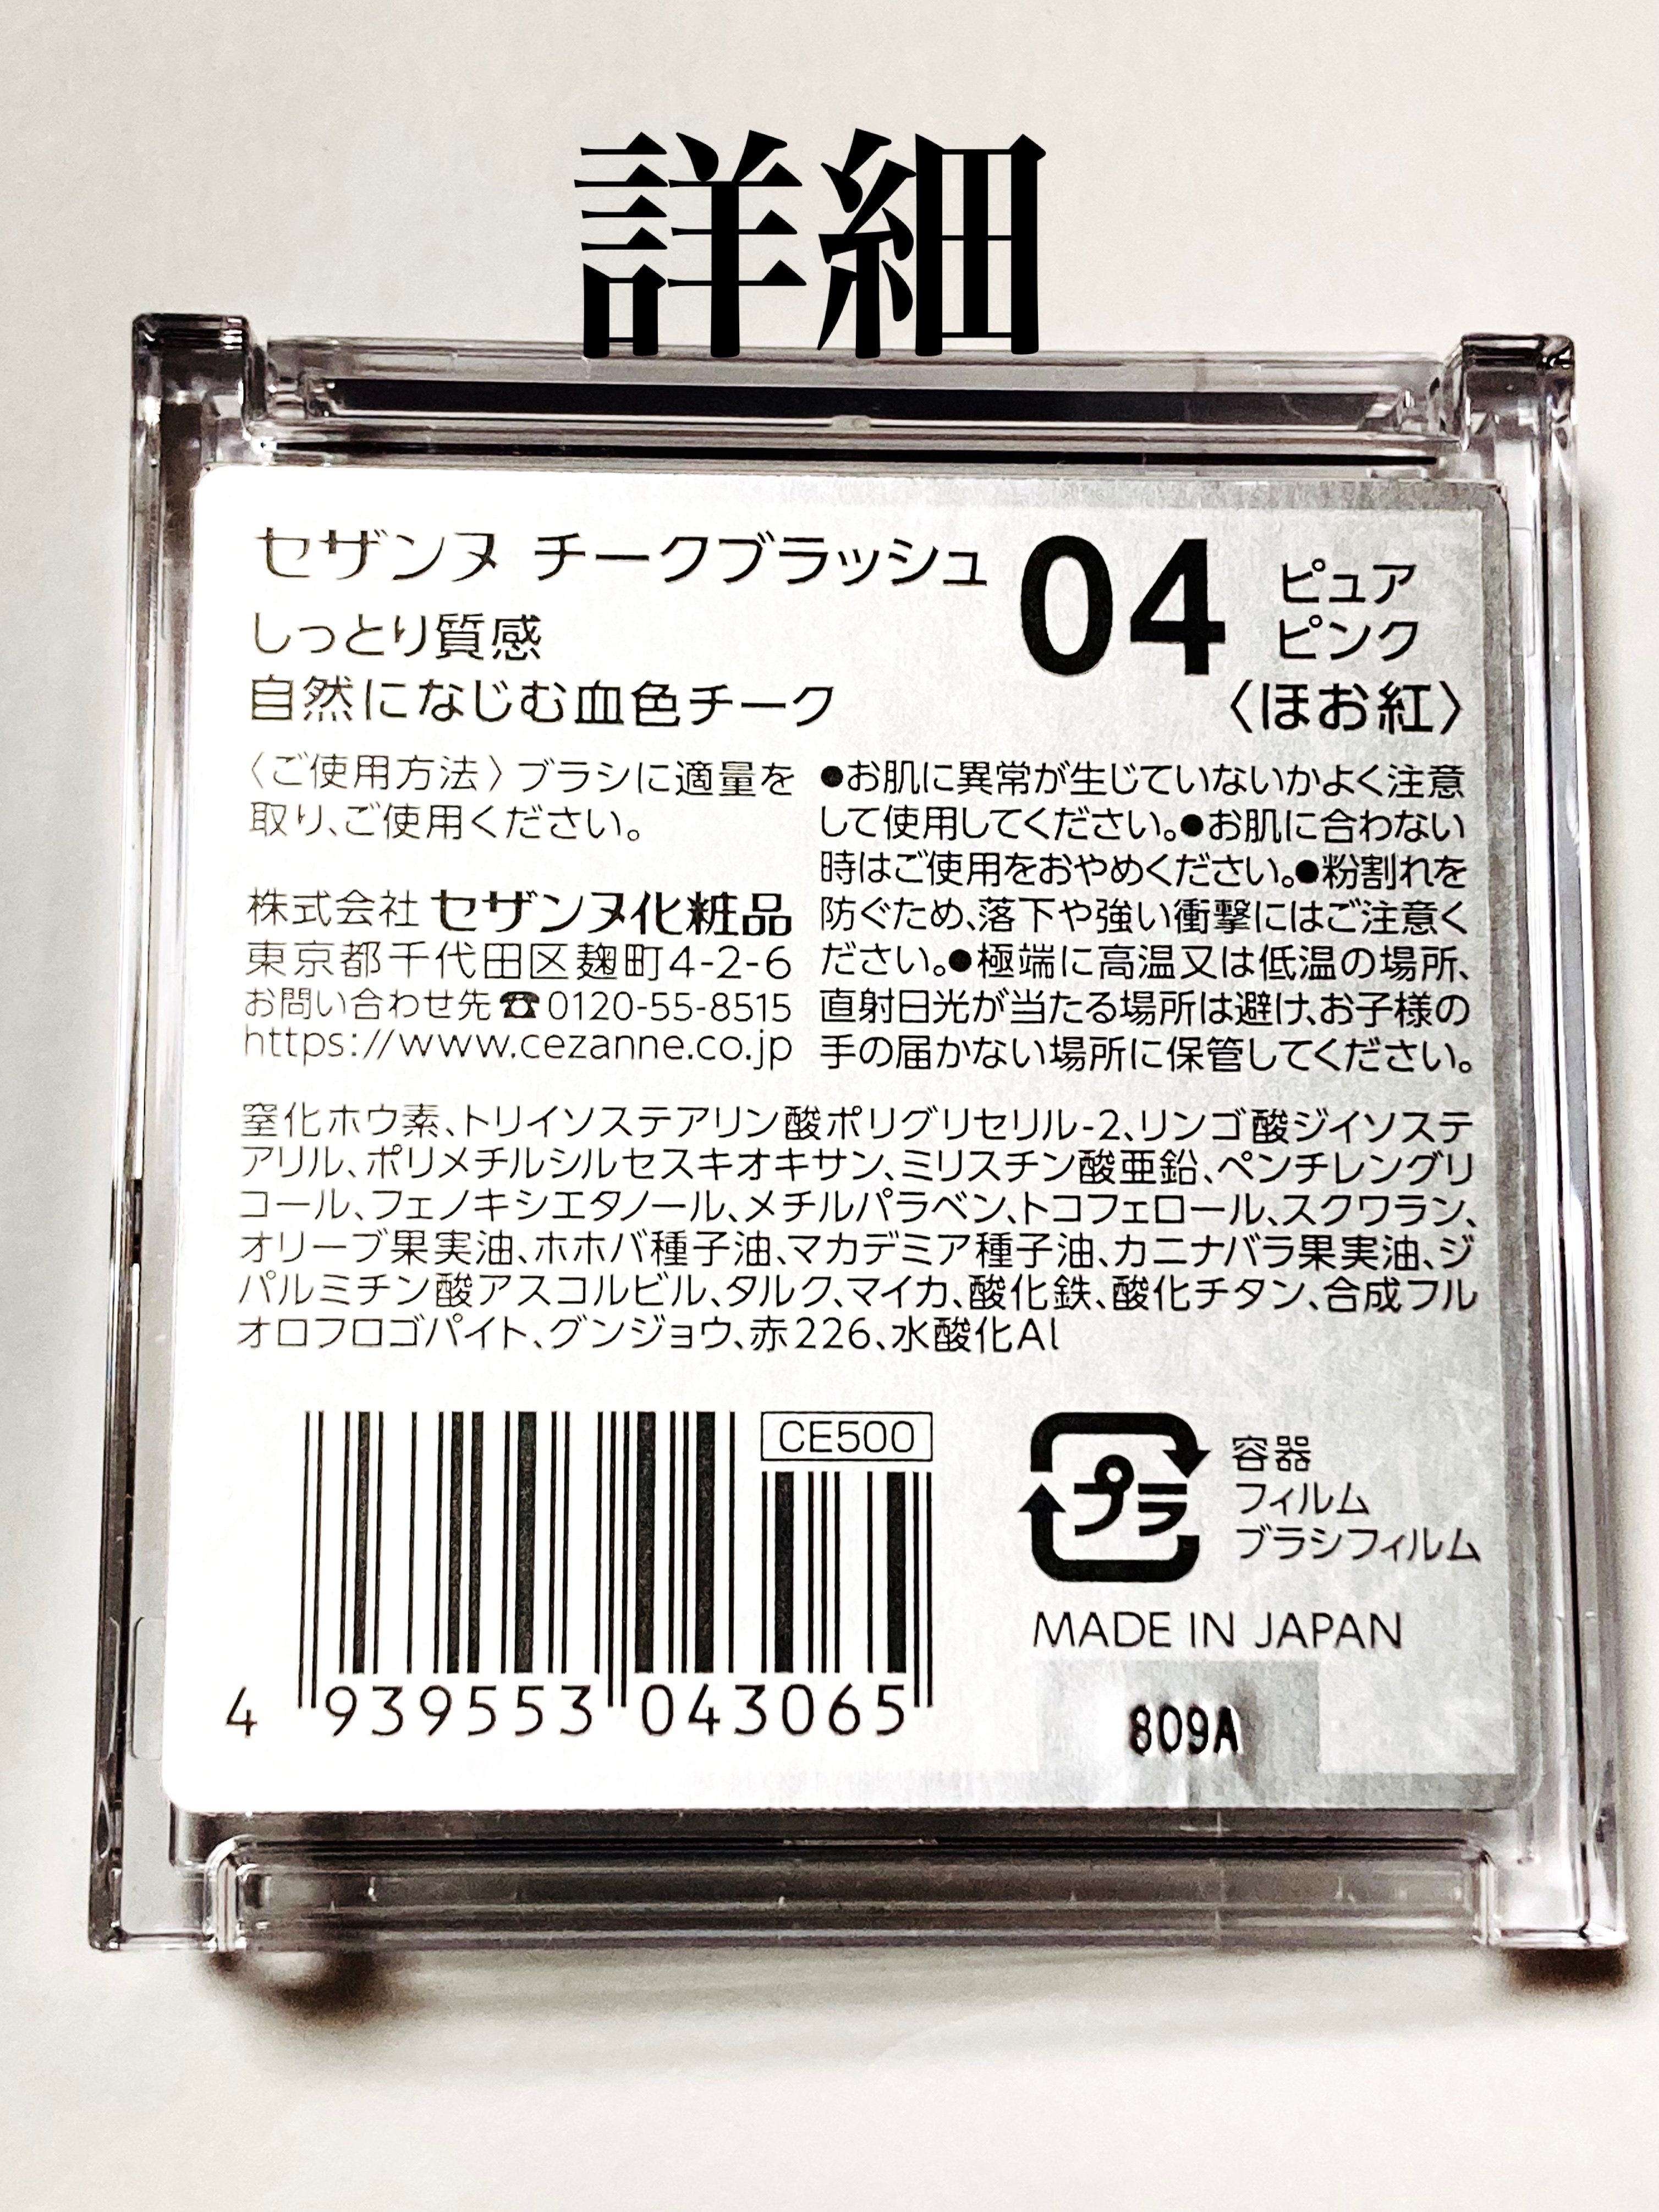 詳細
セザンヌ チークブラッシュ
04
ピュア
ピンク
しっとり質感
自然になじむ血色チーク
〈ほお紅〉
〈ご使用方法〉ブラシに適量を
取り、ご使用ください。
株式会社 セザンヌ化粧品
東京都千代田区麹町4-2-6
お問い合わせ先☎0120-55-8515
https://www.cezanne.co.jp
●お肌に異常が生じていないかよく注意
して使用してください。●お肌に合わない
時はご使用をおやめください。●粉割れを
防ぐため、落下や強い衝撃にはご注意く
ださい。●極端に高温又は低温の場所、
直射日光が当たる場所は避け、お子様の
手の届かない場所に保管してください。
窒化ホウ素、トリイソステアリン酸ポリグリセリル-2、リンゴ酸ジイソステ
アリル、ポリメチルシルセスキオキサン、ミリスチン酸亜鉛、ペンチレングリ
コール、フェノキシエタノール、メチルパラベン、トコフェロール、スクワラン、
オリーブ果実油、ホホバ種子油、マカデミア種子油、カニナバラ果実油、ジ
パルミチン酸アスコルビル、タルク、マイカ、酸化鉄、酸化チタン、合成フル
オロフロゴパイト、グンジョウ、赤226、水酸化Al
CE500
4 939553 043065
プラ
容器
フィルム
ブラシフィルム
MADE IN JAPAN
809A